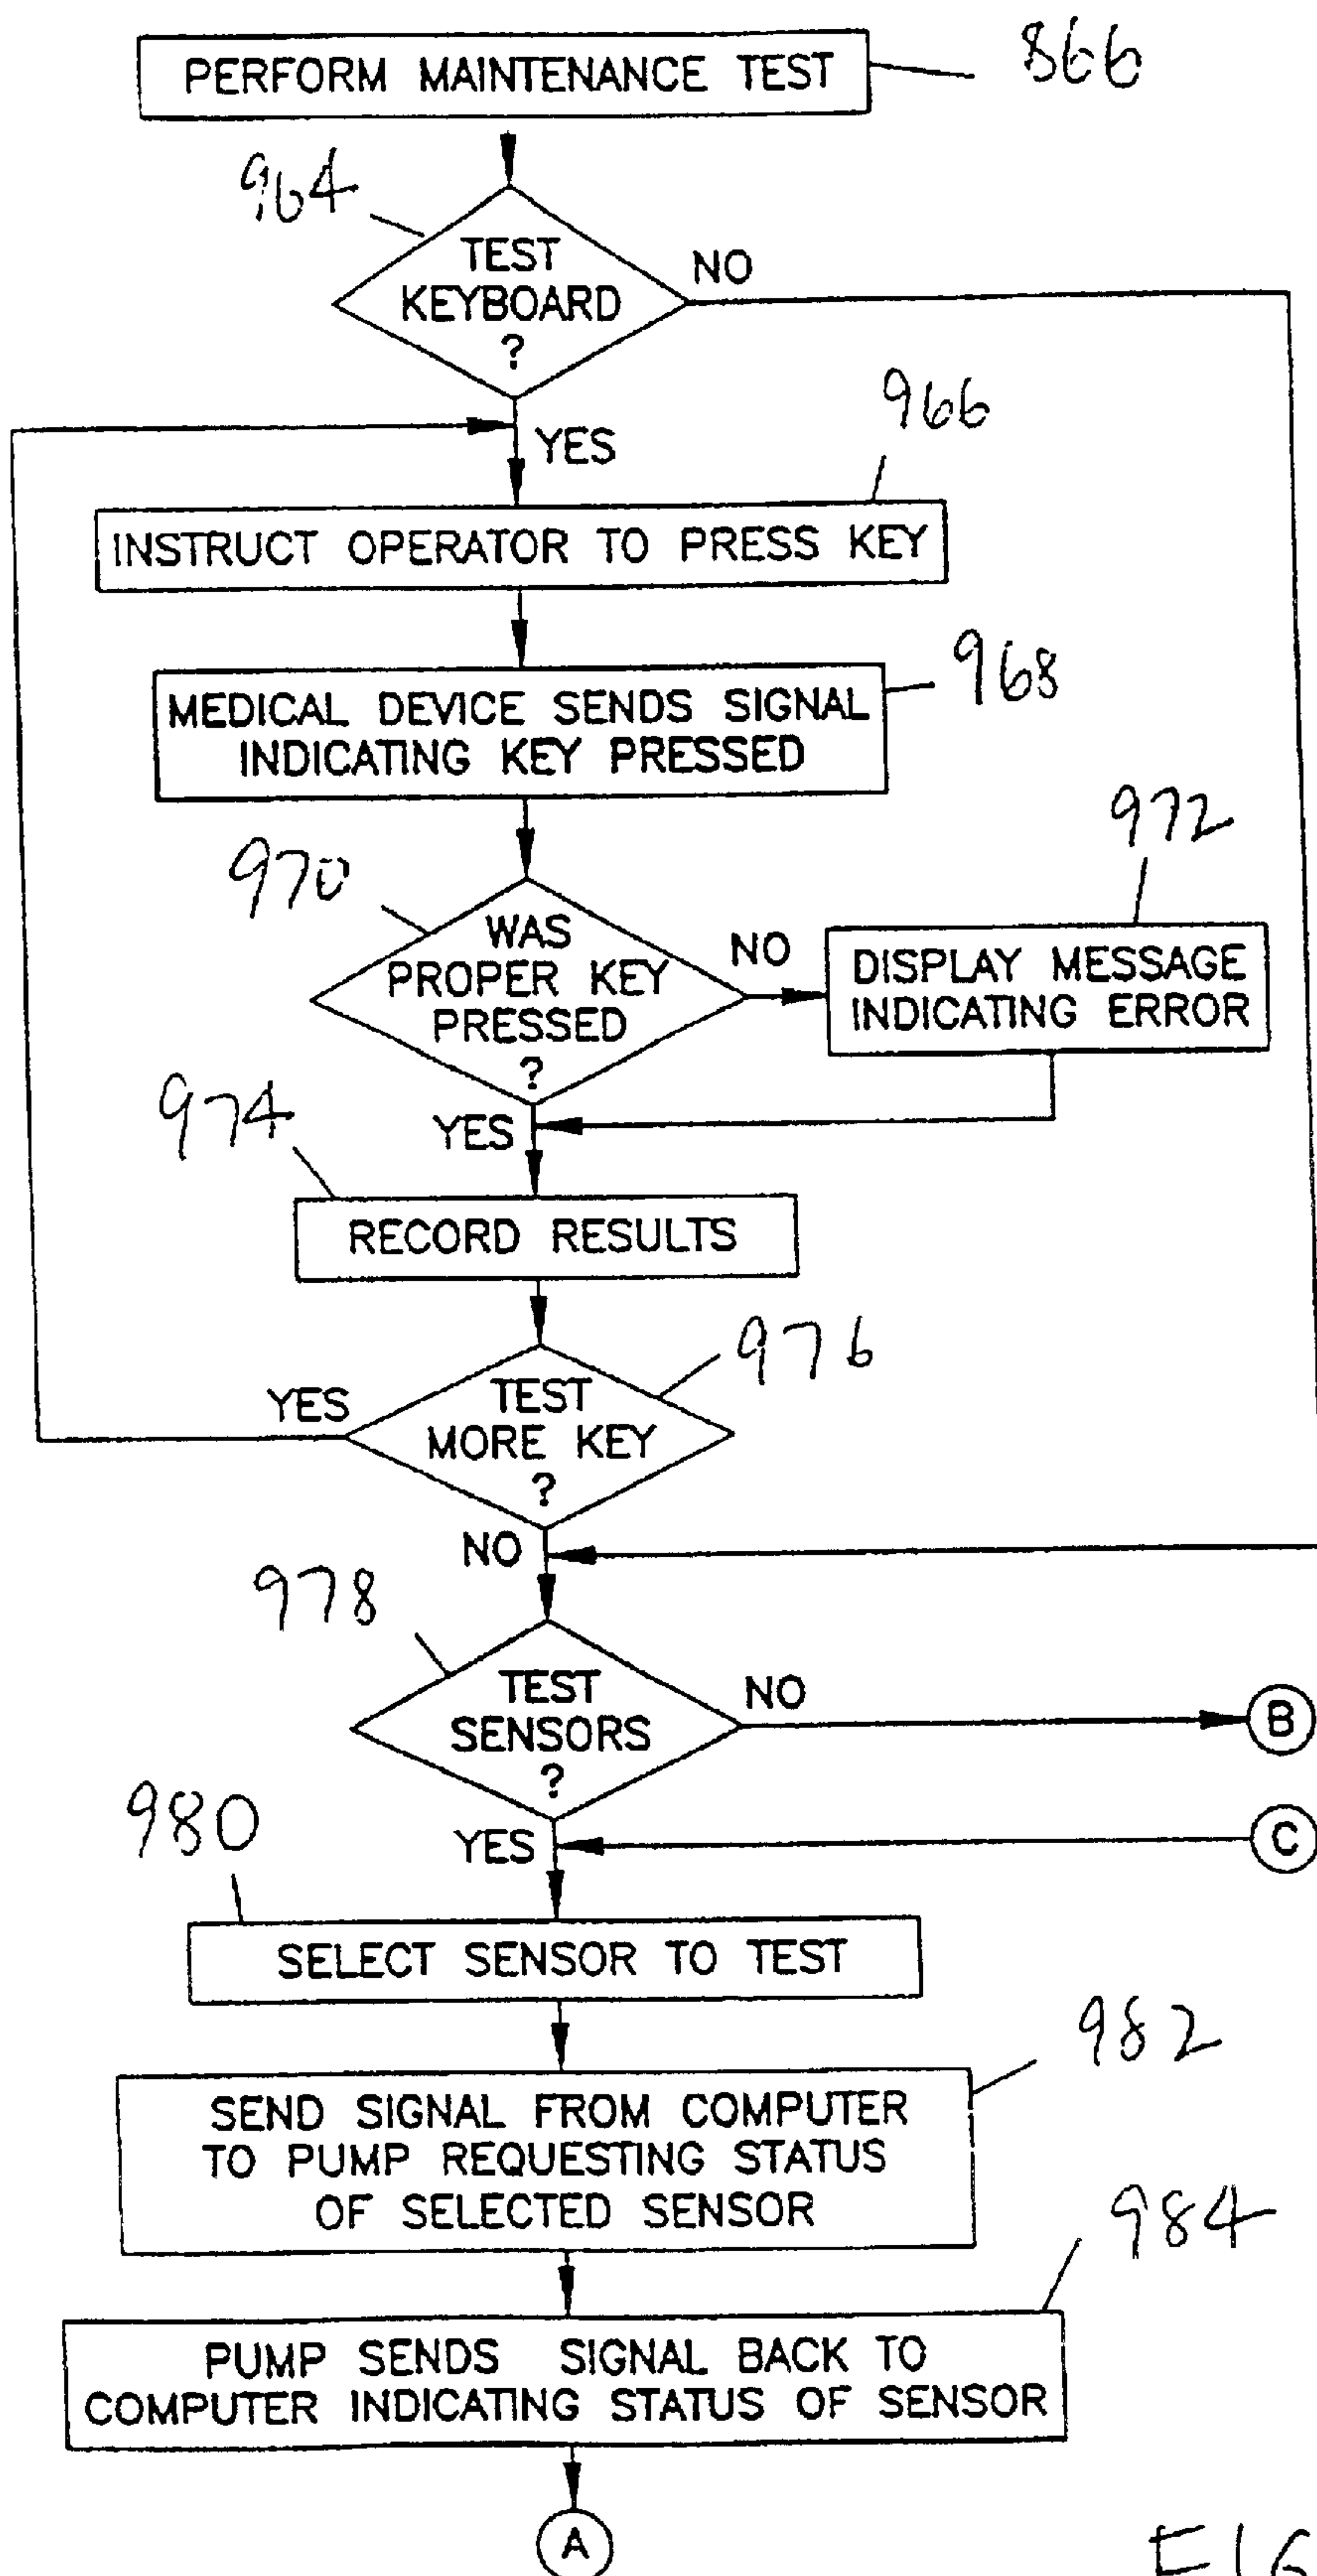 PERFORM MAINTENANCE TEST
866
964
TEST
KEYBOARD
?
NO
YES
966
INSTRUCT OPERATOR TO PRESS KEY
968
MEDICAL DEVICE SENDS SIGNAL
INDICATING KEY PRESSED
970
WAS
PROPER KEY
PRESSED
?
NO
972
DISPLAY MESSAGE
INDICATING ERROR
YES
974
RECORD RESULTS
976
TEST
MORE KEY
?
YES
NO
978
TEST
SENSORS
?
NO
B
YES
C
980
SELECT SENSOR TO TEST
982
SEND SIGNAL FROM COMPUTER
TO PUMP REQUESTING STATUS
OF SELECTED SENSOR
984
PUMP SENDS SIGNAL BACK TO
COMPUTER INDICATING STATUS OF SENSOR
A
FIG